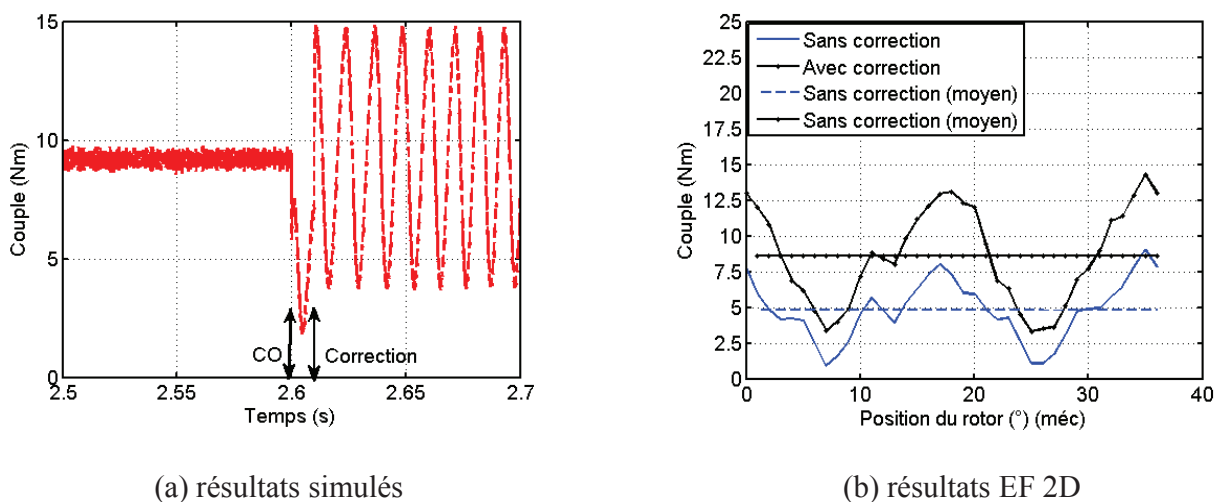 15
10
5
0
Couple (Nm)
CO
Correction
2.5
2.55
2.6
2.65
2.7
Temps (s)
(a) résultats simulés
25
22.5
20
17.5
15
12.5
10
7.5
5
2.5
0
Couple (Nm)
Sans correction
Avec correction
Sans correction (moyen)
Sans correction (moyen)
0
10
20
30
40
Position du rotor (°) (méc)
(b) résultats EF 2D